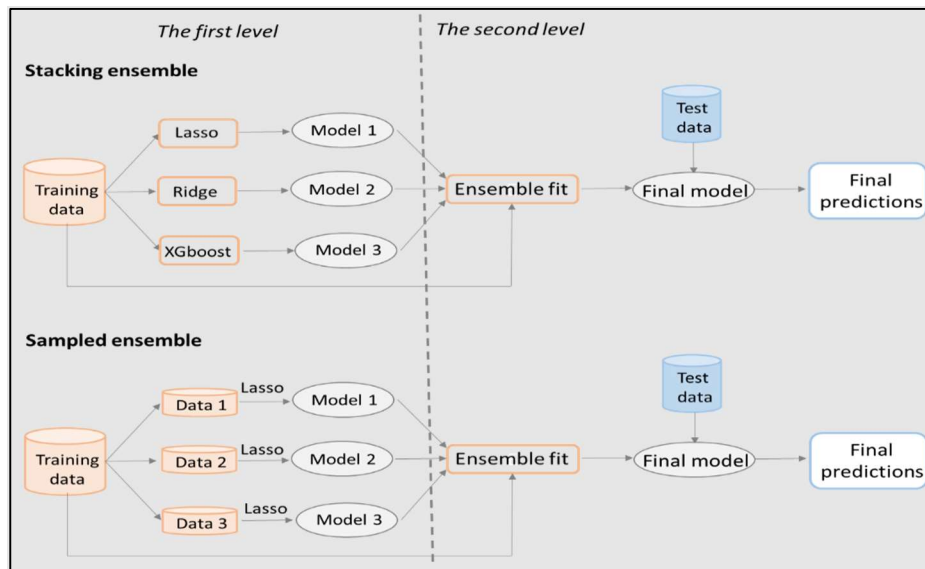 The first level
The second level
Stacking ensemble
Test
data
Lasso
Model 1
Training
data
Ridge
Model 2
Ensemble fit
Final model
Final
predictions
XGboost
Model 3
Sampled ensemble
Test
data
Data 1
Lasso
Model 1
Training
data
Data 2
Lasso
Model 2
Ensemble fit
Final model
Final
predictions
Data 3
Lasso
Model 3